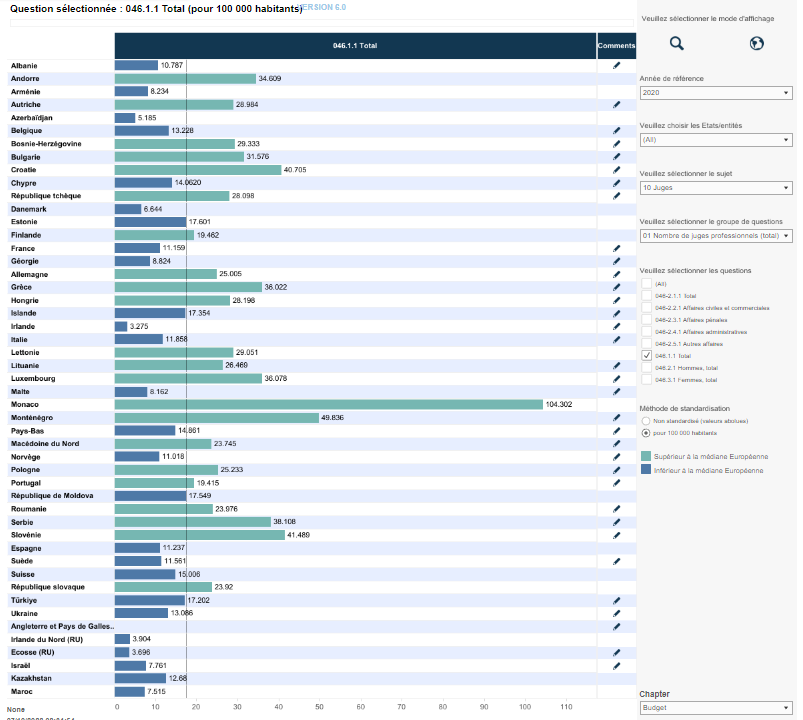 Question sélectionnée : 046.1.1 Total (pour 100 000 habitants)
VERSION 6.0
046.1.1 Total Comments
Albanie 10.787
Andorre 34.609
Arménie 8.234
Autriche 28.984
Azerbaïdjan 5.185
Belgique 13.228
Bosnie-Herzégovine 29.333
Bulgarie 31.576
Croatie 40.705
Chypre 14.0620
République tchèque 28.098
Danemark 6.644
Estonie 17.601
Finlande 19.462
France 11.159
Géorgie 8.824
Allemagne 25.005
Grèce 36.022
Hongrie 28.198
Islande 17.354
Irlande 3.275
Italie 11.858
Lettonie 29.051
Lituanie 26.469
Luxembourg 36.078
Malte 8.162
Monaco 104.302
Monténégro 49.836
Pays-Bas 14.861
Macédoine du Nord 23.745
Norvège 11.018
Pologne 25.233
Portugal 19.415
République de Moldova 17.549
Roumanie 23.976
Serbie 38.108
Slovénie 41.489
Espagne 11.237
Suède 11.561
Suisse 15.006
République slovaque 23.92
Türkiye 17.202
Ukraine 13.086
Angleterre et Pays de Galles..
Irlande du Nord (RU) 3.904
Ecosse (RU) 3.696
Israël 7.761
Kazakhstan 12.68
Maroc 7.515
0 10 20 30 40 50 60 70 80 90 100 110
None
Veuillez sélectionner le mode d'affichage
Année de référence
2020
Veuillez choisir les Etats/entités
(All)
Veuillez sélectionner le sujet
10 Juges
Veuillez sélectionner le groupe de questions
01 Nombre de juges professionnels (total)
Veuillez sélectionner les questions
(All)
046-2.1.1 Total
046-2.2.1 Affaires civiles et commerciales
046-2.3.1 Affaires pénales
046-2.4.1 Affaires administratives
046-2.5.1 Autres affaires
046.1.1 Total
046.2.1 Hommes, total
046.3.1 Femmes, total
Méthode de standardisation
Non standardisé (valeurs absolues)
pour 100 000 habitants
Supérieur à la médiane Européenne
Inférieur à la médiane Européenne
Chapter
Budget